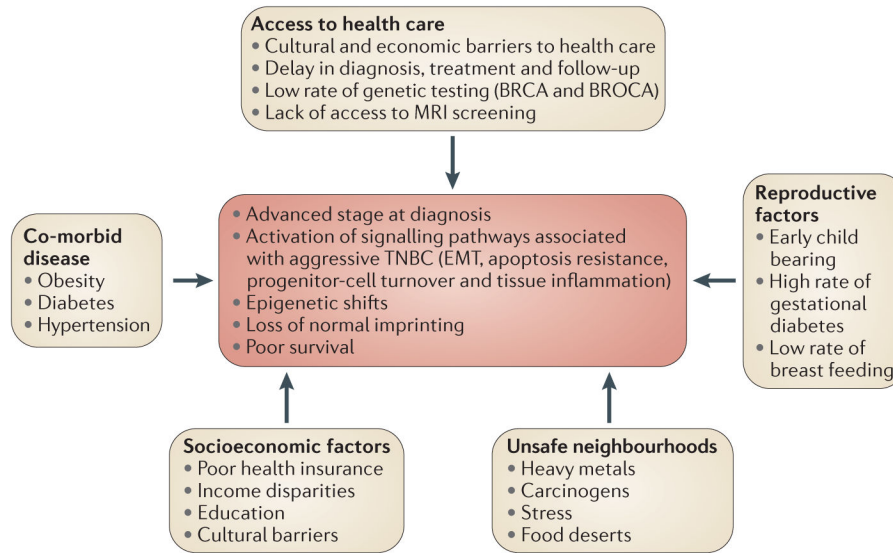 Access to health care
• Cultural and economic barriers to health care
• Delay in diagnosis, treatment and follow-up
• Low rate of genetic testing (BRCA and BROCA)
• Lack of access to MRI screening
Co-morbid
disease
• Obesity
• Diabetes
• Hypertension
• Advanced stage at diagnosis
• Activation of signalling pathways associated
with aggressive TNBC (EMT, apoptosis resistance,
progenitor-cell turnover and tissue inflammation)
• Epigenetic shifts
• Loss of normal imprinting
• Poor survival
Reproductive
factors
• Early child
bearing
• High rate of
gestational
diabetes
• Low rate of
breast feeding
Socioeconomic factors
• Poor health insurance
• Income disparities
• Education
• Cultural barriers
Unsafe neighbourhoods
• Heavy metals
• Carcinogens
• Stress
• Food deserts